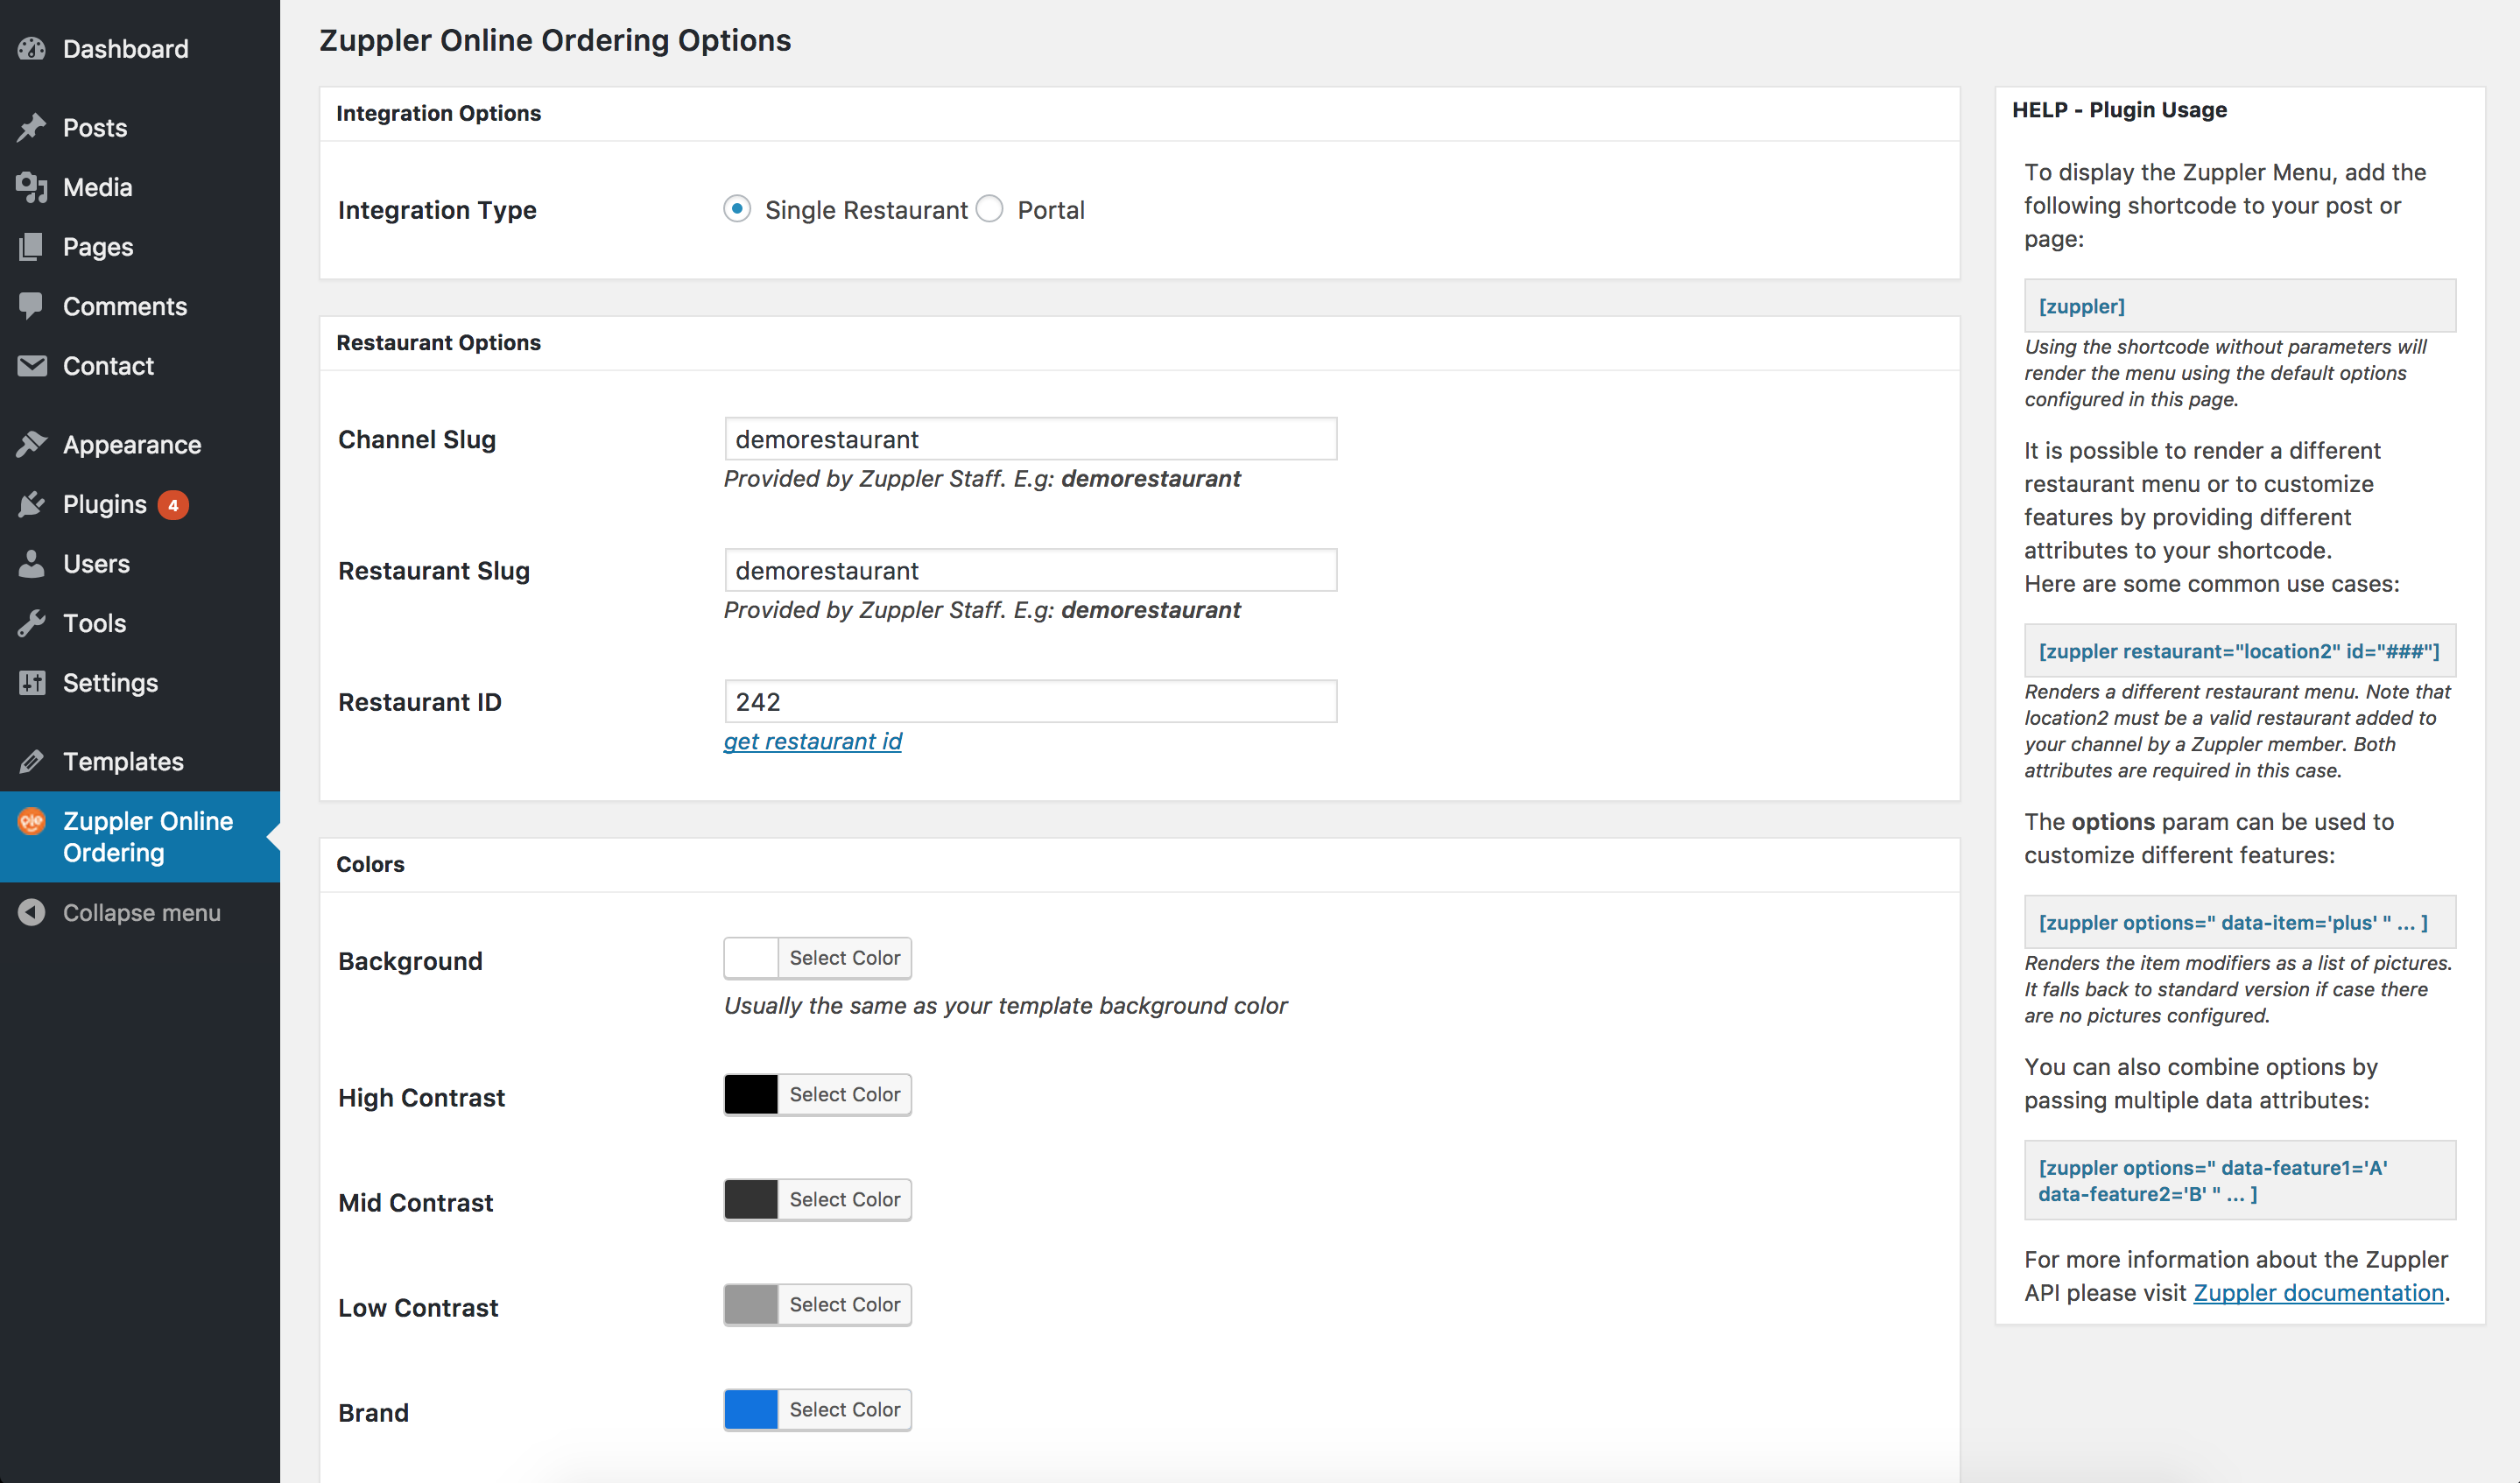 Dashboard
Posts
Media
Pages
Comments
Contact
Appearance
Plugins 4
Users
Tools
Settings
Templates
Zuppler Online
Ordering
Collapse menu
Zuppler Online Ordering Options
Integration Options
Integration Type
Single Restaurant
Portal
Restaurant Options
Channel Slug
demorestaurant
Provided by Zuppler Staff. E.g: demorestaurant
Restaurant Slug
demorestaurant
Provided by Zuppler Staff. E.g: demorestaurant
Restaurant ID
242
get restaurant id
Colors
Background
Select Color
Usually the same as your template background color
High Contrast
Select Color
Mid Contrast
Select Color
Low Contrast
Select Color
Brand
Select Color
HELP - Plugin Usage
To display the Zuppler Menu, add the
following shortcode to your post or
page:
[zuppler]
Using the shortcode without parameters will
render the menu using the default options
configured in this page.
It is possible to render a different
restaurant menu or to customize
features by providing different
attributes to your shortcode.
Here are some common use cases:
[zuppler restaurant="location2" id="###"]
Renders a different restaurant menu. Note that
location2 must be a valid restaurant added to
your channel by a Zuppler member. Both
attributes are required in this case.
The options param can be used to
customize different features:
[zuppler options=" data-item='plus' " ... ]
Renders the item modifiers as a list of pictures.
It falls back to standard version if case there
are no pictures configured.
You can also combine options by
passing multiple data attributes:
[zuppler options=" data-feature1='A'
data-feature2='B' " ... ]
For more information about the Zuppler
API please visit Zuppler documentation.